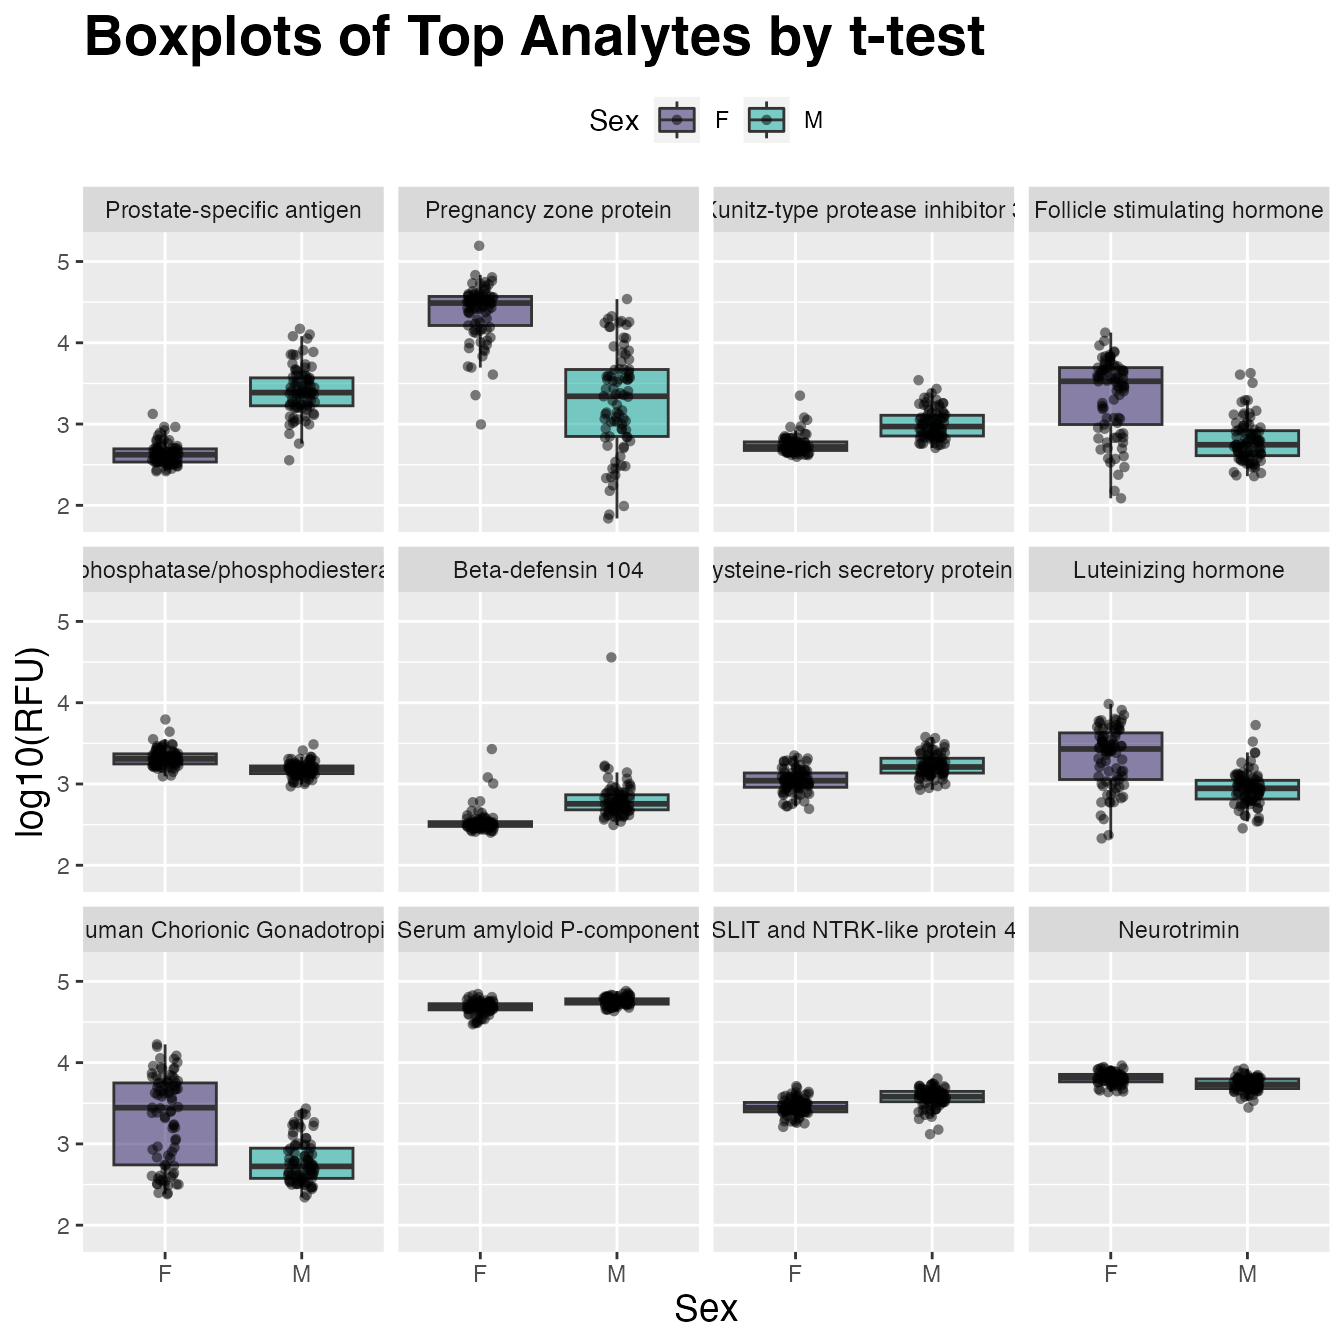 Boxplots of Top Analytes by t-test
Sex F M
Prostate-specific antigen
Pregnancy zone protein
Kunitz-type protease inhibitor 3
Follicle stimulating hormone
5
4
3
2
phosphatase/phosphodiestera
Beta-defensin 104
ysteine-rich secretory protein
Luteinizing hormone
5
4
3
2
log10(RFU)
uman Chorionic Gonadotropi
Serum amyloid P-component
SLIT and NTRK-like protein 4
Neurotrimin
5
4
3
2
F M F M F M F M
Sex